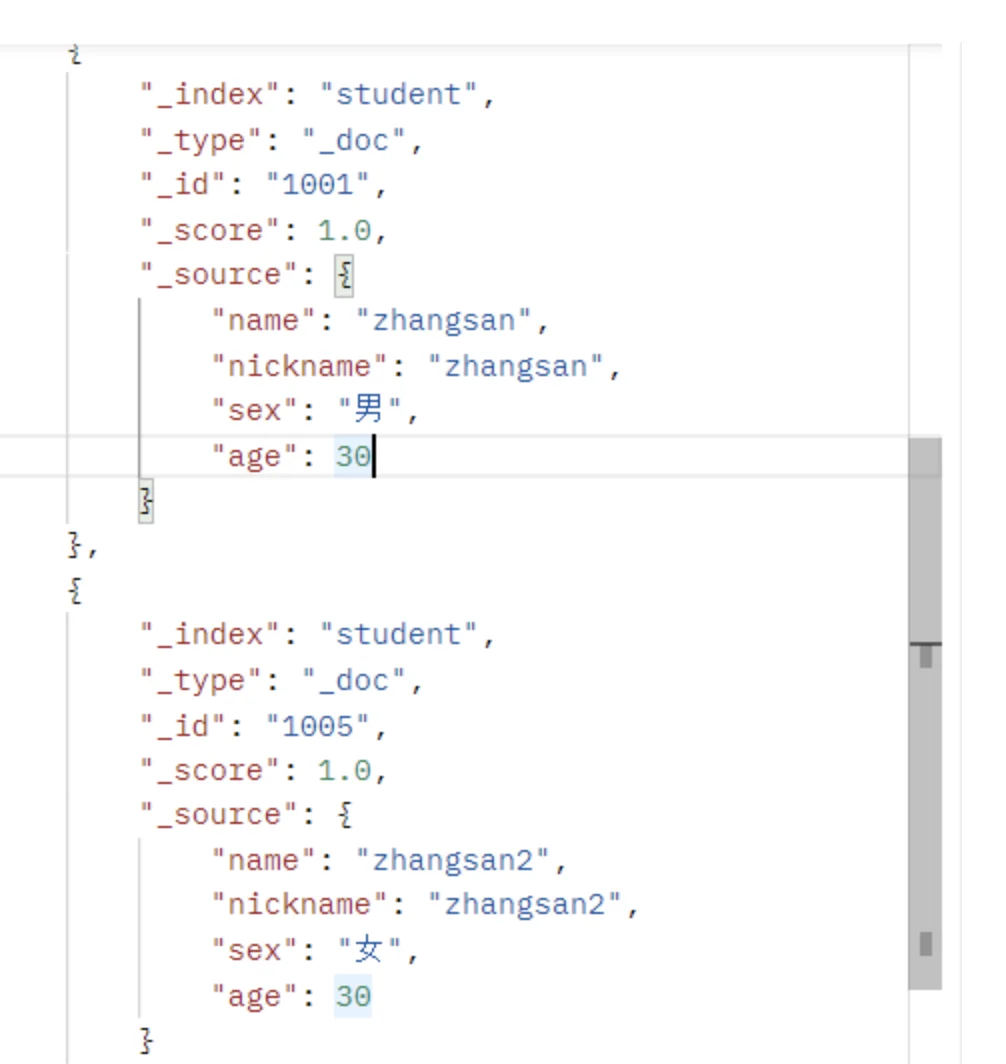 {
"_index": "student",
"_type": "_doc",
"_id": "1001",
"_score": 1.0,
"_source": {
"name": "zhangsan",
"nickname": "zhangsan",
"sex": "男",
"age": 30
}
},
{
"_index": "student",
"_type": "_doc",
"_id": "1005",
"_score": 1.0,
"_source": {
"name": "zhangsan2",
"nickname": "zhangsan2",
"sex": "女",
"age": 30
}